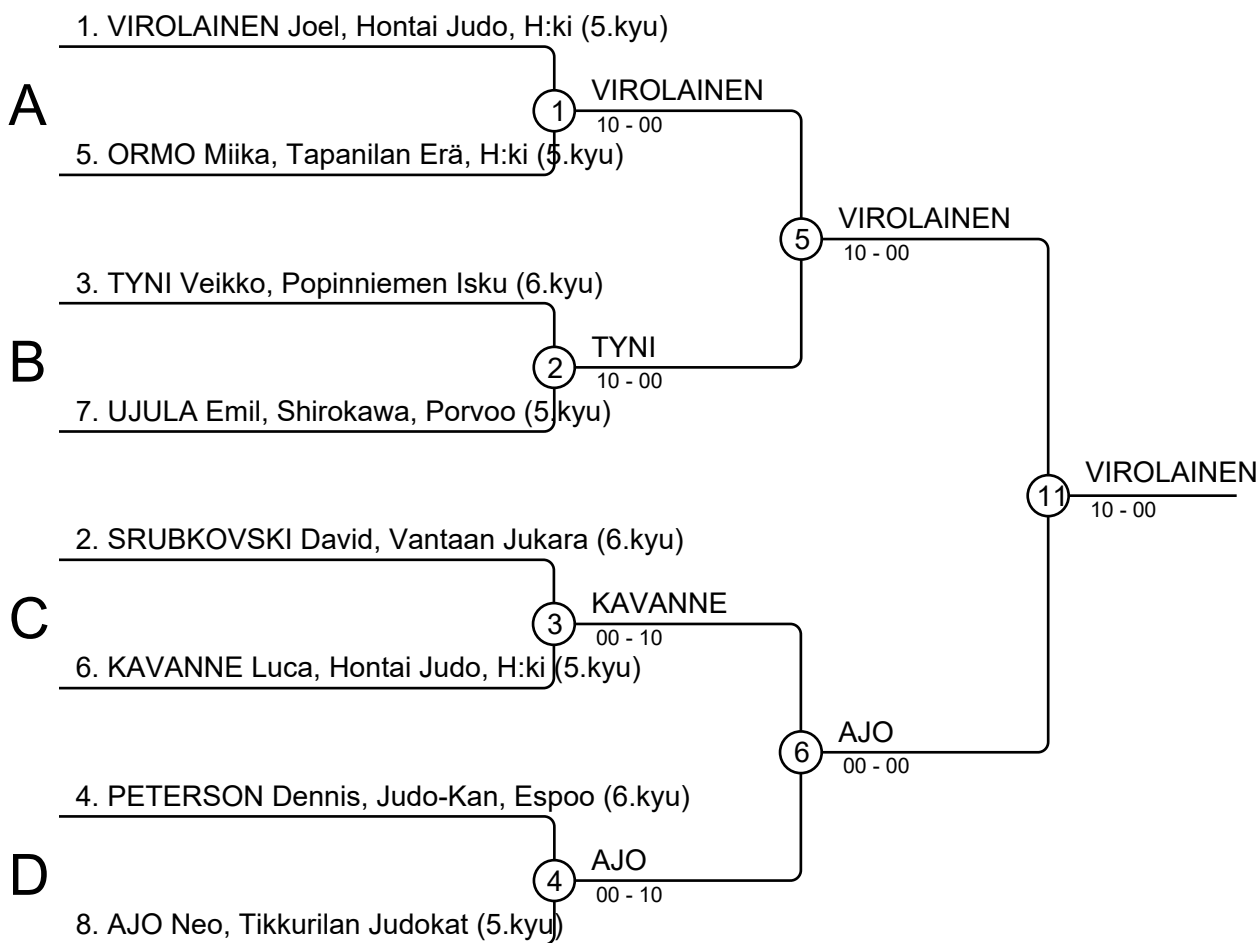 1. VIROLAINEN Joel, Hontai Judo, H:ki (5.kyu)
A
1
VIROLAINEN
10 - 00
5. ORMO Miika, Tapanilan Erä, H:ki (5.kyu)
5
VIROLAINEN
10 - 00
3. TYNI Veikko, Popinniemen Isku (6.kyu)
B
2
TYNI
10 - 00
7. UJULA Emil, Shirokawa, Porvoo (5.kyu)
11
VIROLAINEN
10 - 00
2. SRUBKOVSKI David, Vantaan Jukara (6.kyu)
C
3
KAVANNE
00 - 10
6. KAVANNE Luca, Hontai Judo, H:ki (5.kyu)
6
AJO
00 - 00
4. PETERSON Dennis, Judo-Kan, Espoo (6.kyu)
D
4
AJO
00 - 10
8. AJO Neo, Tikkurilan Judokat (5.kyu)